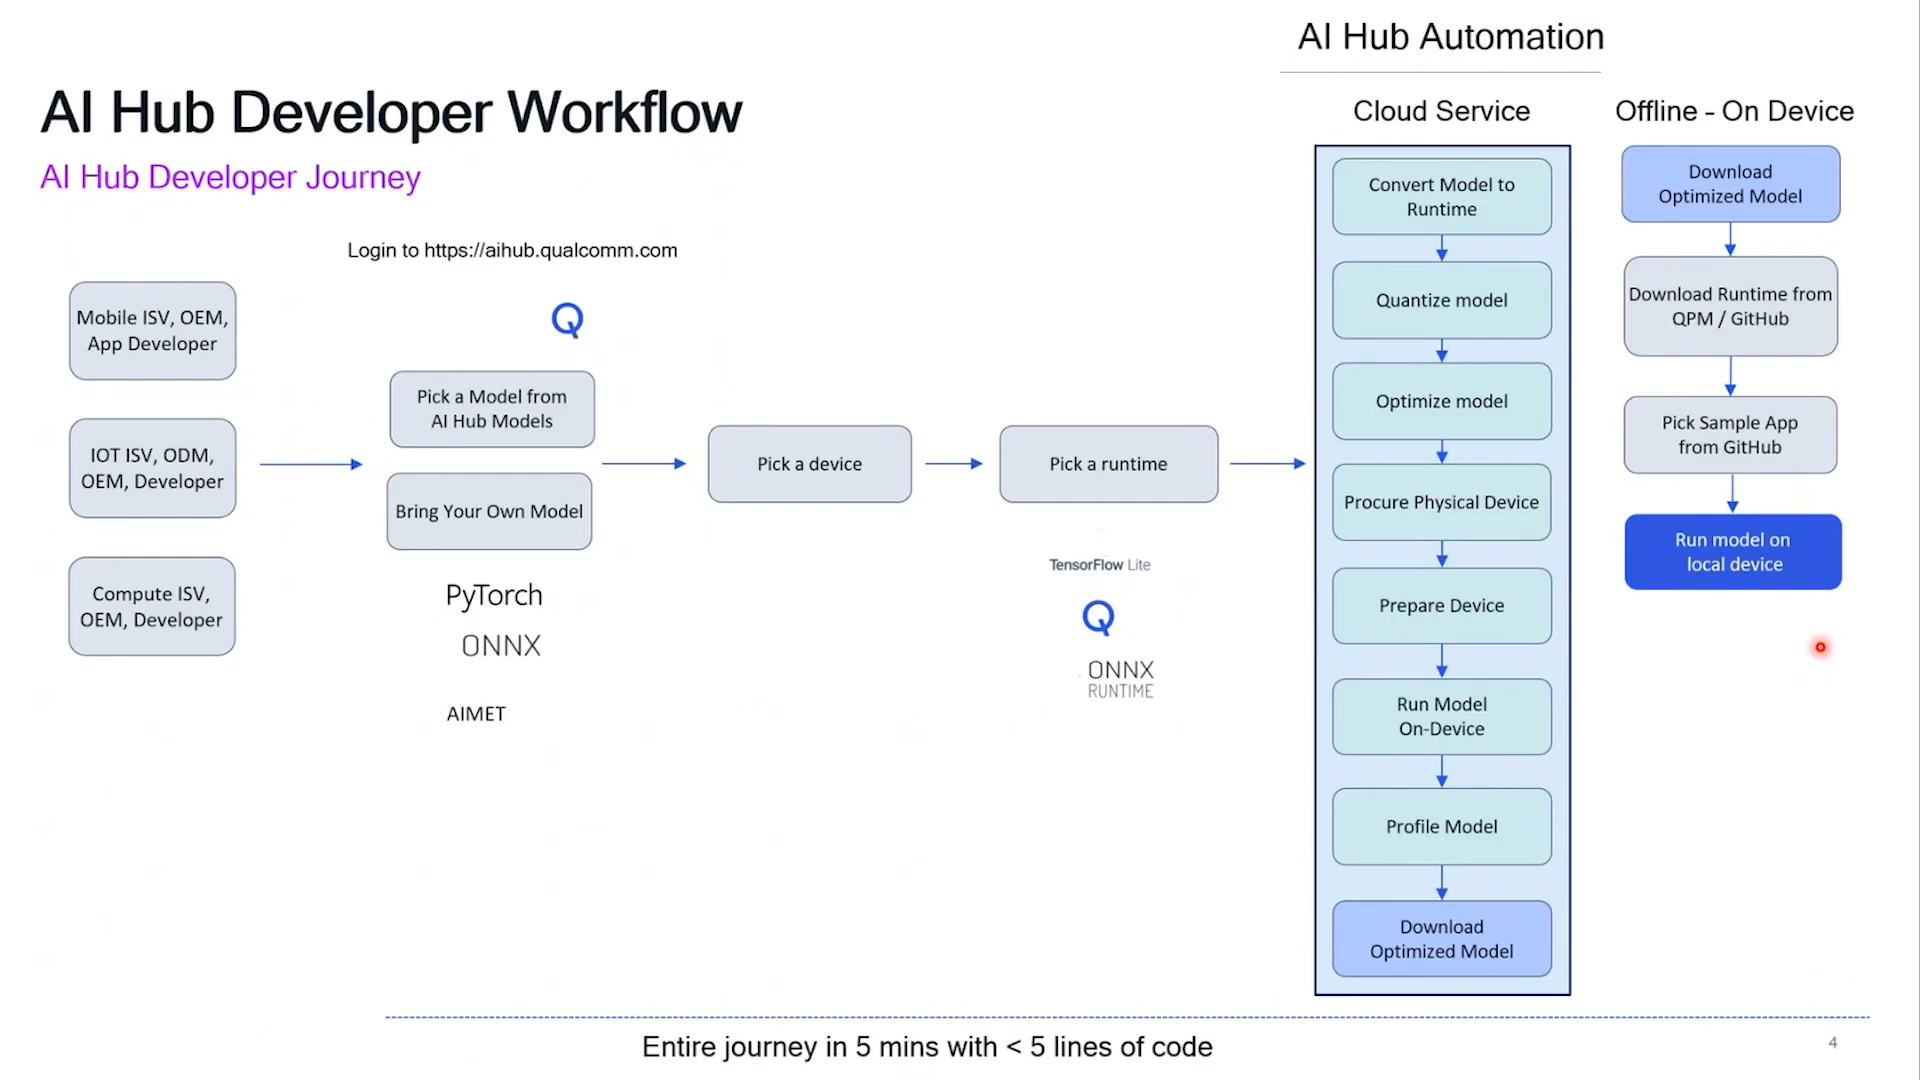 AI Hub Automation
AI Hub Developer Workflow
AI Hub Developer Journey
Login to https://aihub.qualcomm.com
Mobile ISV, OEM,
App Developer
IOT ISV, ODM,
OEM, Developer
Compute ISV,
OEM, Developer
Pick a Model from
AI Hub Models
Bring Your Own Model
PyTorch
ONNX
AIMET
Pick a device
Pick a runtime
TensorFlow Lite
ONNX
RUNTIME
Cloud Service
Convert Model to
Runtime
Quantize model
Optimize model
Procure Physical Device
Prepare Device
Run Model
On-Device
Profile Model
Download
Optimized Model
Offline - On Device
Download
Optimized Model
Download Runtime from
QPM / GitHub
Pick Sample App
from GitHub
Run model on
local device
Entire journey in 5 mins with < 5 lines of code
4